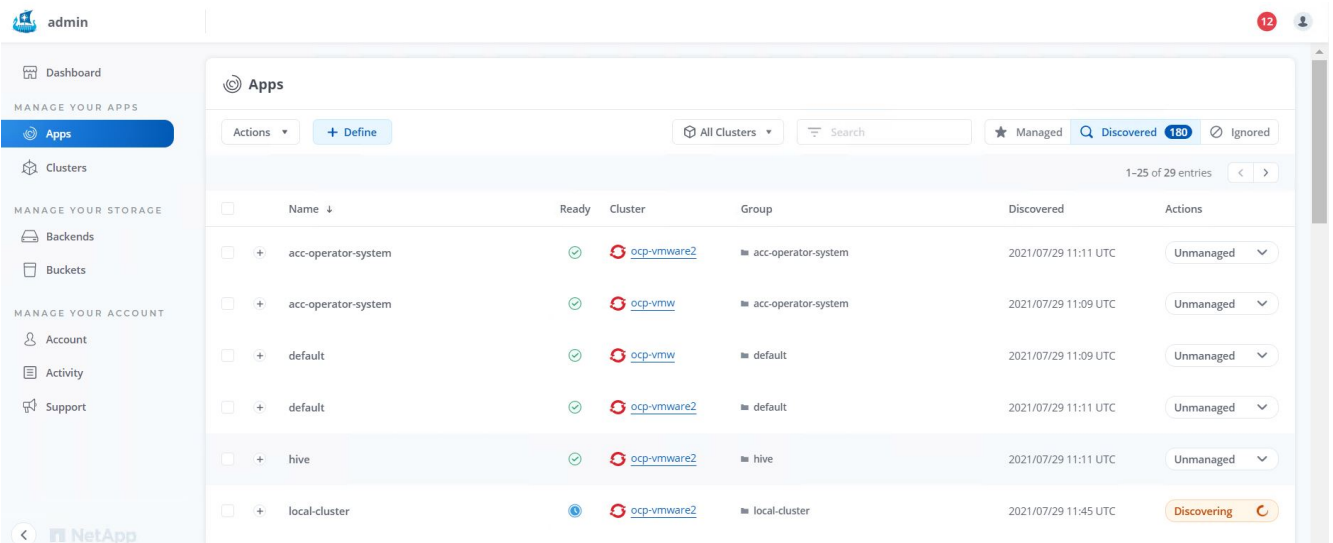 admin
12
Dashboard
MANAGE YOUR APPS
Apps
Clusters
MANAGE YOUR STORAGE
Backends
Buckets
MANAGE YOUR ACCOUNT
Account
Activity
Support
NetApp
Apps
Actions + Define All Clusters Search Managed Discovered 180 Ignored
1–25 of 29 entries < >
Name ↓ Ready Cluster Group Discovered Actions
+ acc-operator-system ocp-vmware2 acc-operator-system 2021/07/29 11:11 UTC Unmanaged
+ acc-operator-system ocp-vmw acc-operator-system 2021/07/29 11:09 UTC Unmanaged
+ default ocp-vmw default 2021/07/29 11:09 UTC Unmanaged
+ default ocp-vmware2 default 2021/07/29 11:11 UTC Unmanaged
+ hive ocp-vmware2 hive 2021/07/29 11:11 UTC Unmanaged
+ local-cluster ocp-vmware2 local-cluster 2021/07/29 11:45 UTC Discovering